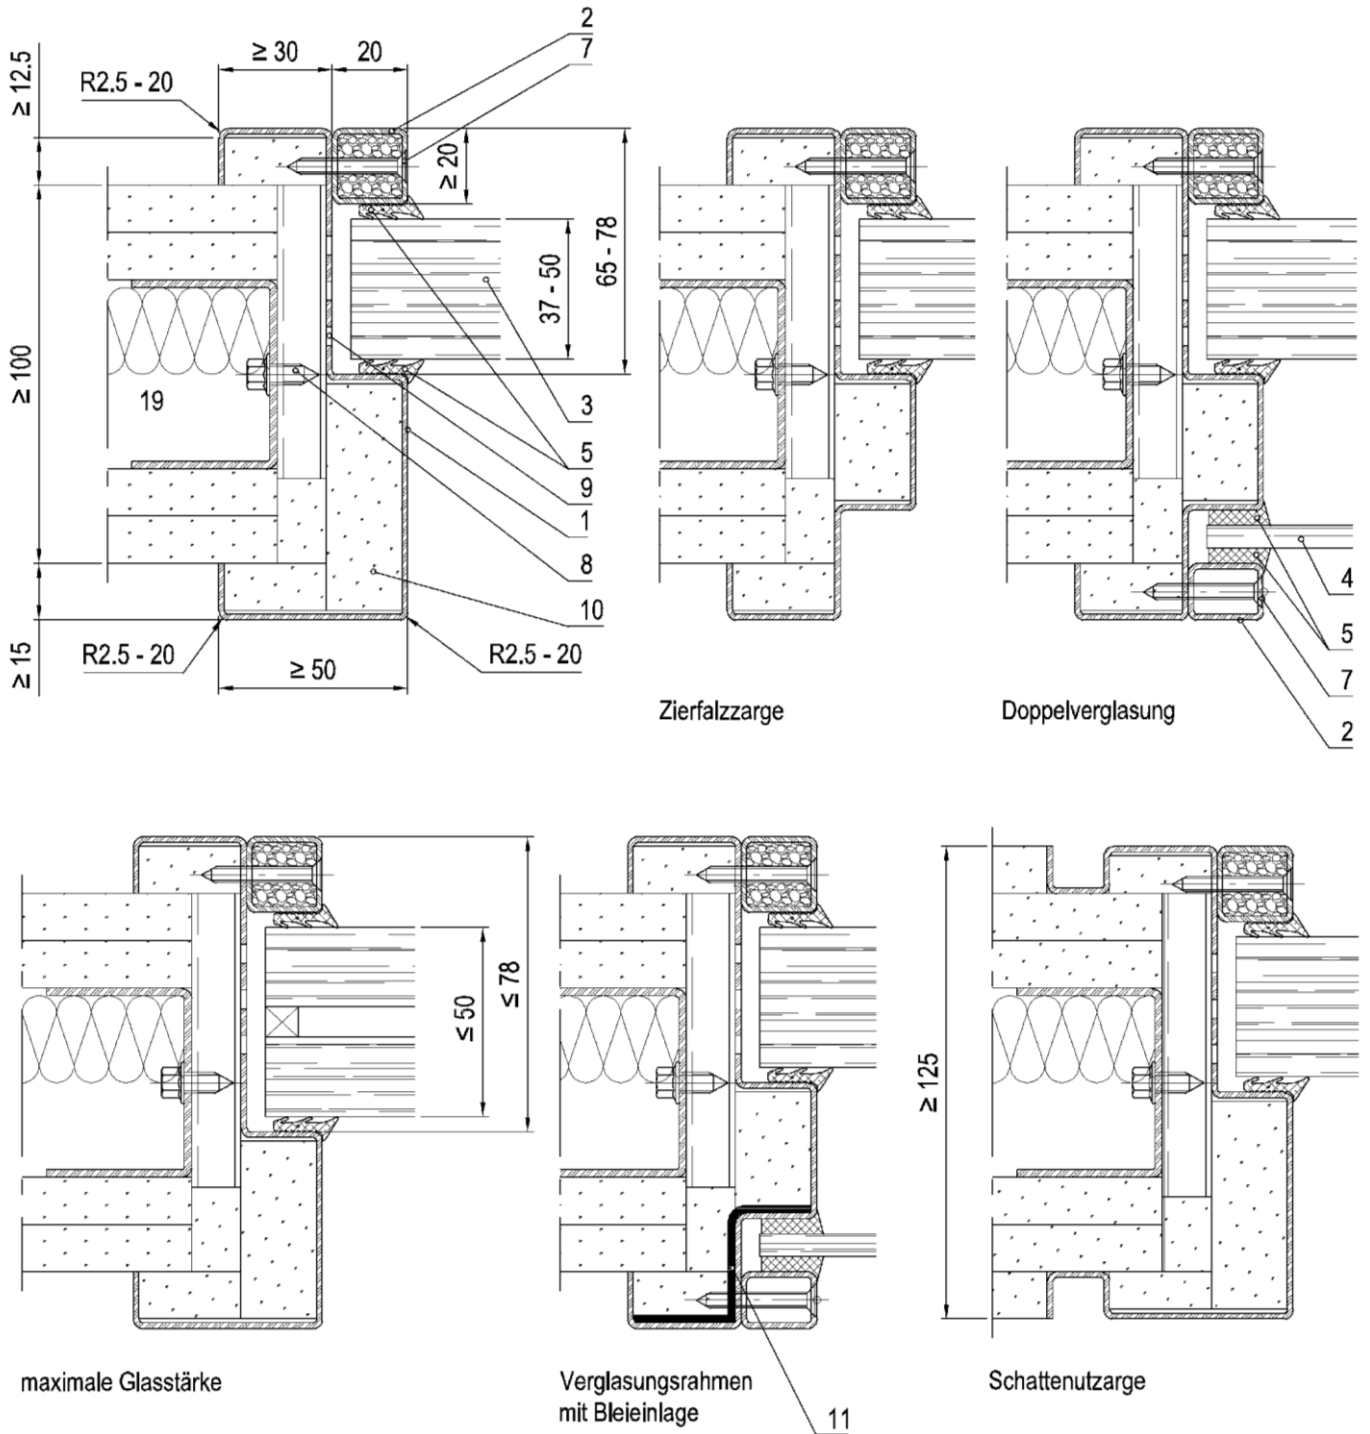 2
7
≥ 30
20
R2.5 - 20
≥ 12.5
≥ 20
65 - 78
37 - 50
≥ 100
19
3
5
9
1
8
10
≥ 15
R2.5 - 20
R2.5 - 20
≥ 50
Zierfalzzarge
4
5
7
2
Doppelverglasung
≤ 50
≤ 78
maximale Glasstärke
Verglasungsrahmen
mit Bleieinlage
11
≥ 125
Schattenutzarge